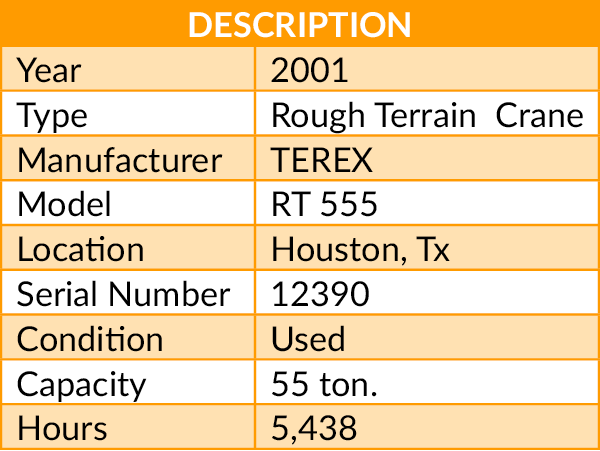 DESCRIPTION
Year 2001
Type Rough Terrain  Crane
Manufacturer TEREX
Model RT 555
Location Houston, Tx
Serial Number 12390
Condition Used
Capacity 55 ton.
Hours 5,438